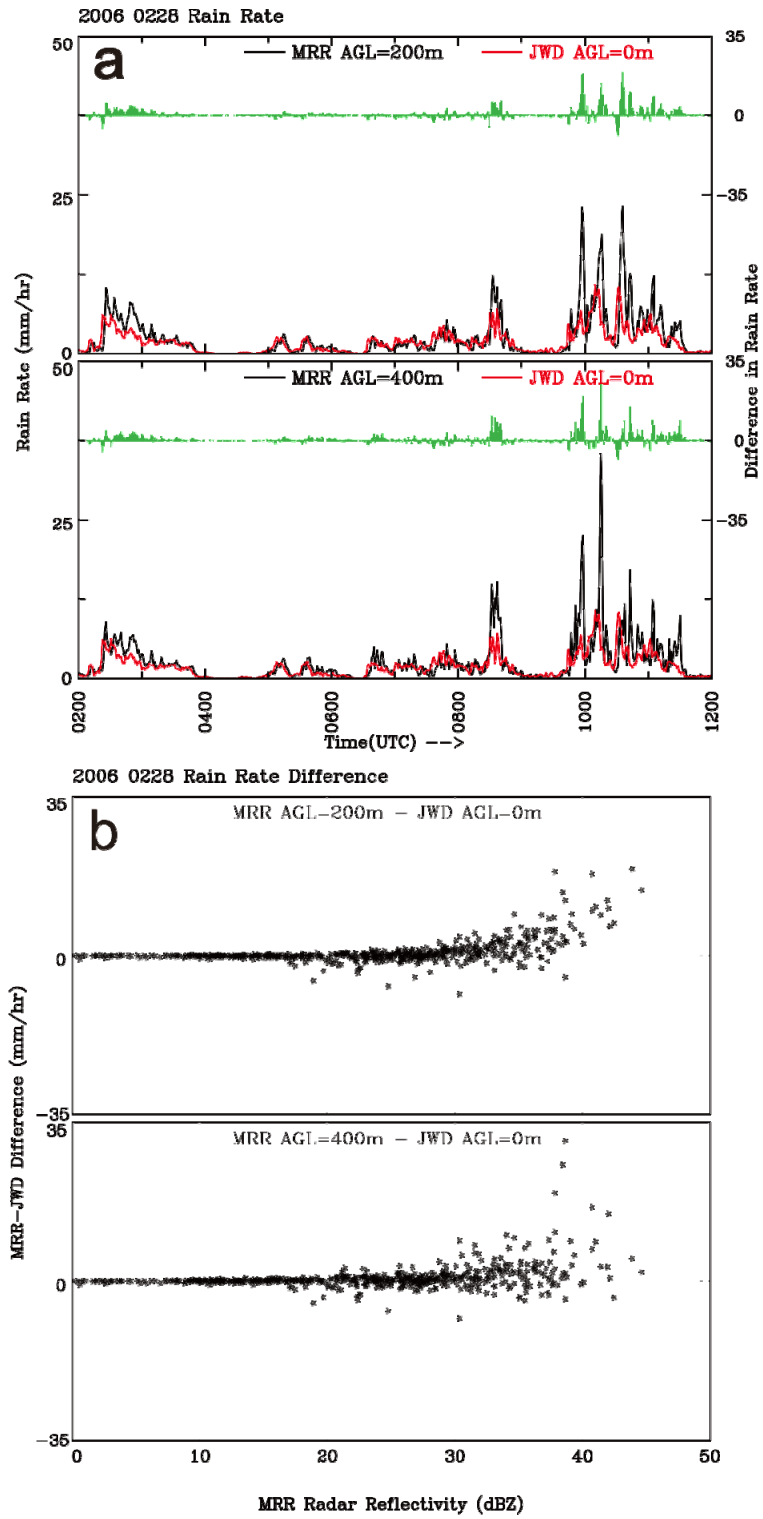 2006 0228 Rain Rate
50
35
a
MRR AGL=200m
JWD AGL=0m
0
25
-35
0
Rain Rate (mm/hr)
Difference in Rain Rate
50
35
MRR AGL=400m
JWD AGL=0m
0
25
-35
0
0200
0400
0600
0800
1000
1200
Time(UTC) -->
2006 0228 Rain Rate Difference
35
b
MRR AGL=200m - JWD AGL=0m
0
-35
MRR-JWD Difference (mm/hr)
35
MRR AGL=400m - JWD AGL=0m
0
-35
0
10
20
30
40
50
MRR Radar Reflectivity (dBZ)